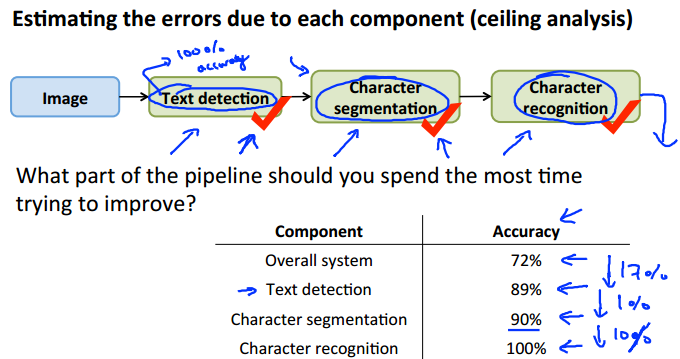 Estimating the errors due to each component (ceiling analysis)
100% accuracy
Image
Text detection
Character segmentation
Character recognition
What part of the pipeline should you spend the most time
trying to improve?
Component Accuracy
Overall system 72%
17%
Text detection 89%
1%
Character segmentation 90%
10%
Character recognition 100%